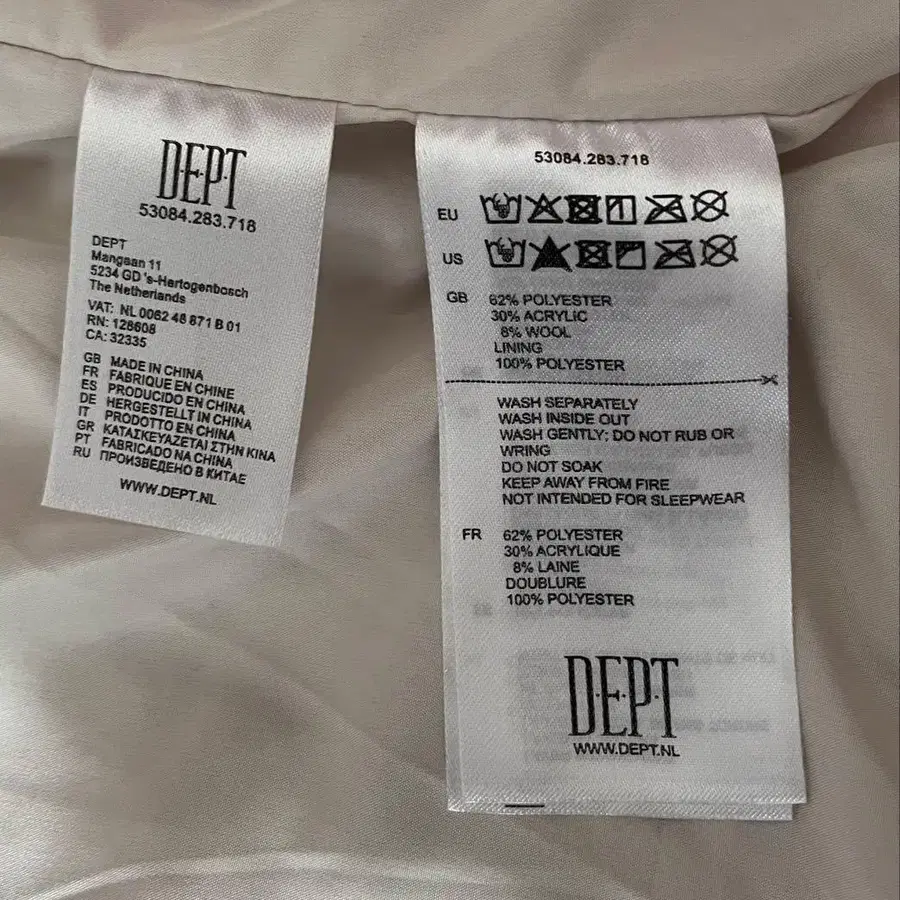 DEPT
53084.283.718
DEPT
Mangaan 11
5234 GD 's-Hertogenbosch
The Netherlands
VAT: NL 0062 46 871 B 01
RN: 128608
CA: 32335
GB MADE IN CHINA
FR FABRIQUE EN CHINE
ES PRODUCIDO EN CHINA
DE HERGESTELLT IN CHINA
IT PRODOTTO EN CHINA
GR ΚΑΤΑΣΚΕΥΑΖΕΤΑΙ ΣΤΗΝ ΚΙΝΑ
PT FABRICADO NA CHINA
RU ПРОИЗВЕДЕНО В КИТАЕ
WWW.DEPT.NL
53084.283.718
EU
US
GB 62% POLYESTER
30% ACRYLIC
8% WOOL
LINING
100% POLYESTER
WASH SEPARATELY
WASH INSIDE OUT
WASH GENTLY: DO NOT RUB OR
WRING
DO NOT SOAK
KEEP AWAY FROM FIRE
NOT INTENDED FOR SLEEPWEAR
FR 62% POLYESTER
30% ACRYLIQUE
8% LAINE
DOUBLURE
100% POLYESTER
D·E·P·T
WWW.DEPT.NL